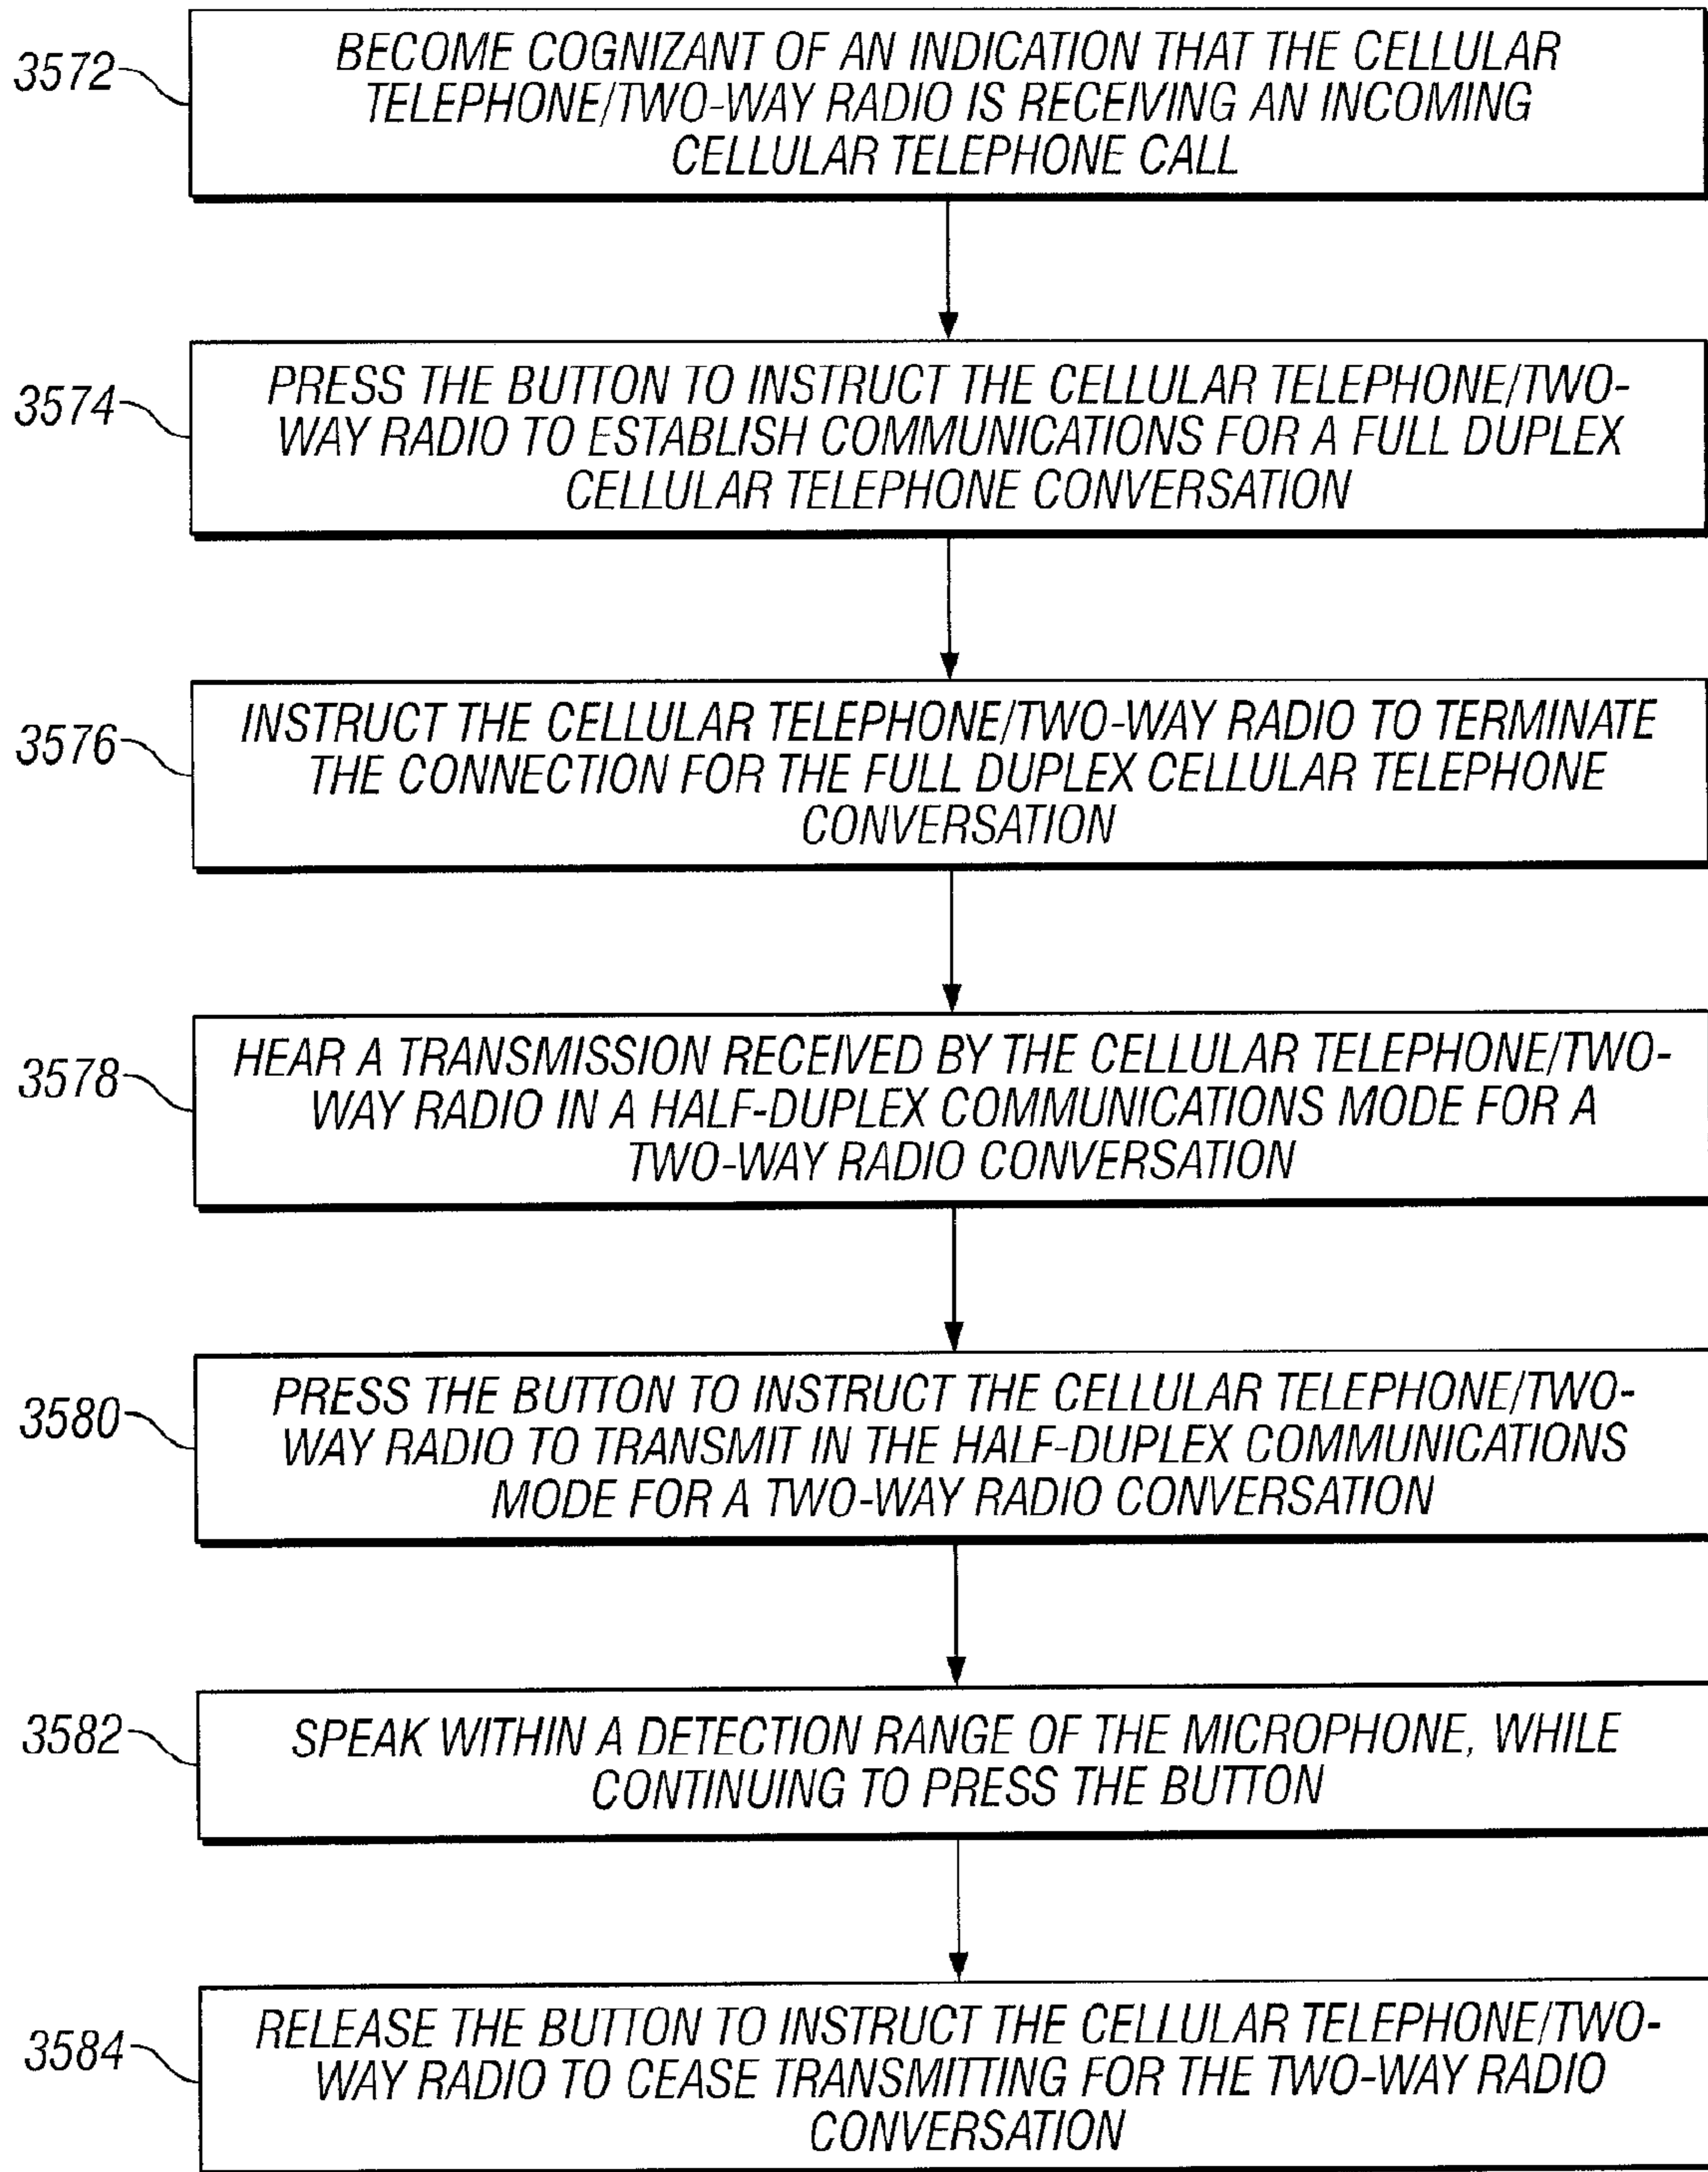 3572
BECOME COGNIZANT OF AN INDICATION THAT THE CELLULAR
TELEPHONE/TWO-WAY RADIO IS RECEIVING AN INCOMING
CELLULAR TELEPHONE CALL
3574
PRESS THE BUTTON TO INSTRUCT THE CELLULAR TELEPHONE/TWO-
WAY RADIO TO ESTABLISH COMMUNICATIONS FOR A FULL DUPLEX
CELLULAR TELEPHONE CONVERSATION
3576
INSTRUCT THE CELLULAR TELEPHONE/TWO-WAY RADIO TO TERMINATE
THE CONNECTION FOR THE FULL DUPLEX CELLULAR TELEPHONE
CONVERSATION
3578
HEAR A TRANSMISSION RECEIVED BY THE CELLULAR TELEPHONE/TWO-
WAY RADIO IN A HALF-DUPLEX COMMUNICATIONS MODE FOR A
TWO-WAY RADIO CONVERSATION
3580
PRESS THE BUTTON TO INSTRUCT THE CELLULAR TELEPHONE/TWO-
WAY RADIO TO TRANSMIT IN THE HALF-DUPLEX COMMUNICATIONS
MODE FOR A TWO-WAY RADIO CONVERSATION
3582
SPEAK WITHIN A DETECTION RANGE OF THE MICROPHONE, WHILE
CONTINUING TO PRESS THE BUTTON
3584
RELEASE THE BUTTON TO INSTRUCT THE CELLULAR TELEPHONE/TWO-
WAY RADIO TO CEASE TRANSMITTING FOR THE TWO-WAY RADIO
CONVERSATION